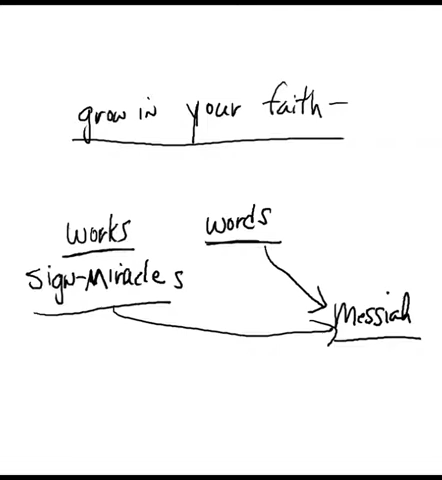 grow in your faith-
works
words
sign-miracles
Messiah